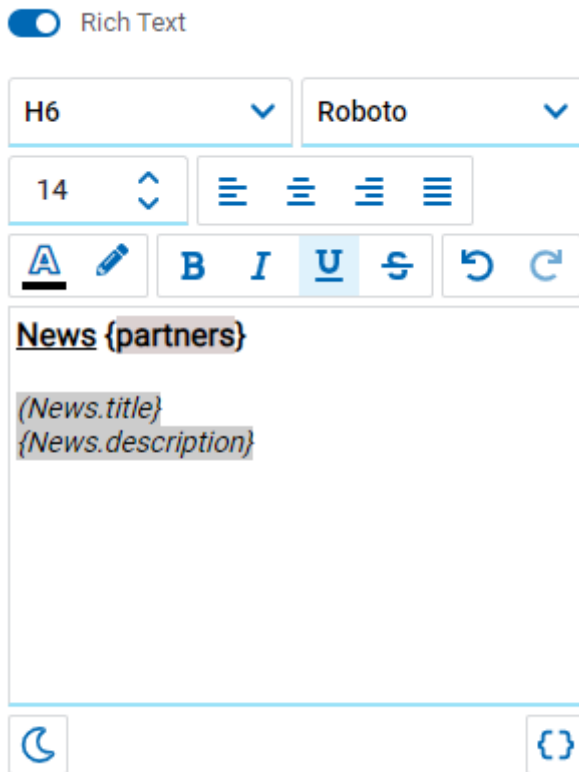 Rich Text
H6
Roboto
14
A B I U S
News {partners}
(News.title}
{News.description}
{}